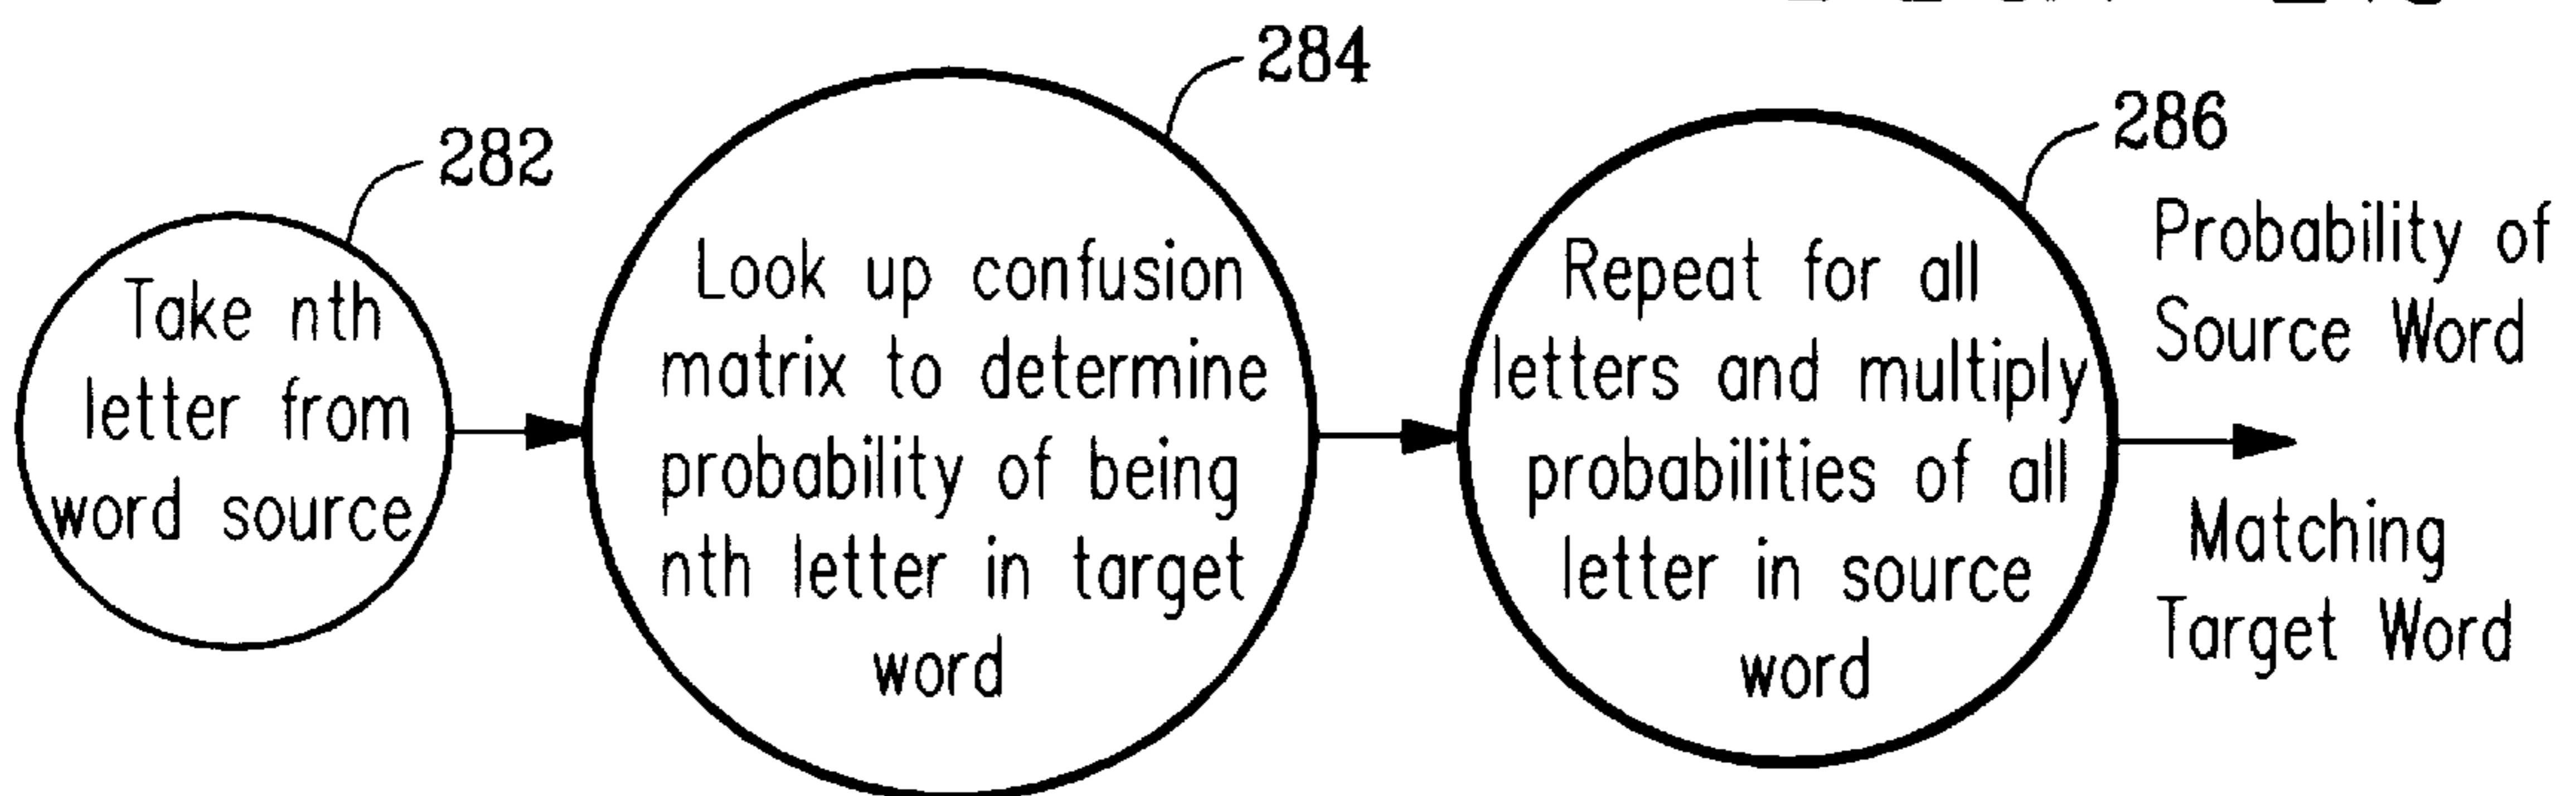 282
Take nth
letter from
word source
284
Look up confusion
matrix to determine
probability of being
nth letter in target
word
286
Repeat for all
letters and multiply
probabilities of all
letter in source
word
Probability of
Source Word
Matching
Target Word